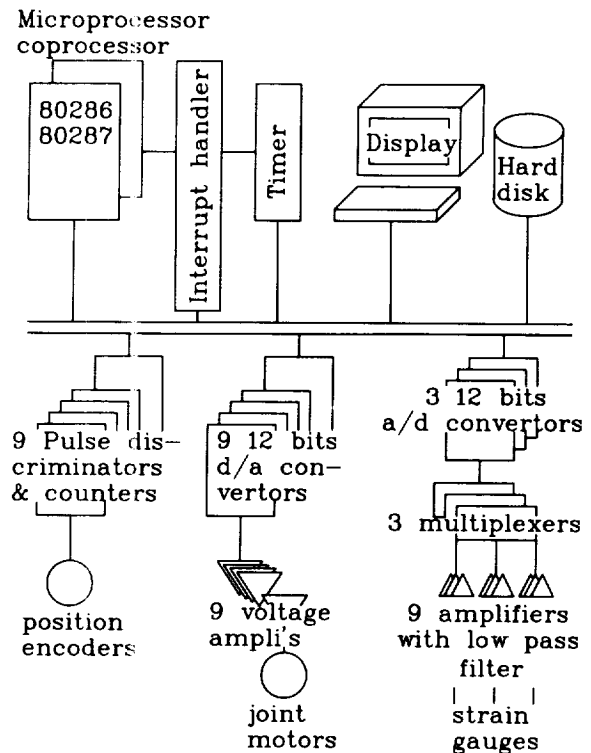 Microprocessor
coprocessor
80286
80287
Interrupt handler
Timer
Display
Hard
disk
9 Pulse dis-
criminators
& counters
position
encoders
9 12 bits
d/a con-
vertors
9 voltage
ampli's
joint
motors
3 12 bits
a/d convertors
3 multiplexers
9 amplifiers
with low pass
filter
strain
gauges